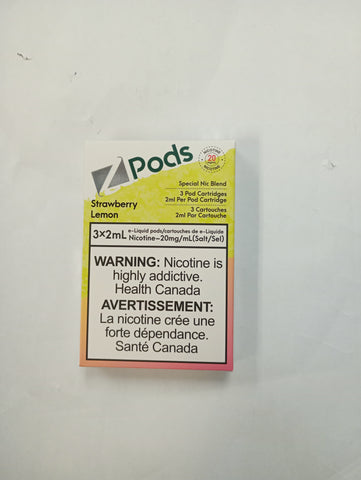 Z Pods
NICOTINE
20
NICOTINE
Special Nic Blend
3 Pod Cartridges
2ml Per Pod Cartridge
3 Cartouches
2ml Par Cartouche
Strawberry
Lemon
3×2mL
e-Liquid pods/cartouches de e-Liquide
Nicotine-20mg/mL(Salt/Sel)
WARNING: Nicotine is
highly addictive.
Health Canada
AVERTISSEMENT:
La nicotine crée une
forte dépendance.
Santé Canada